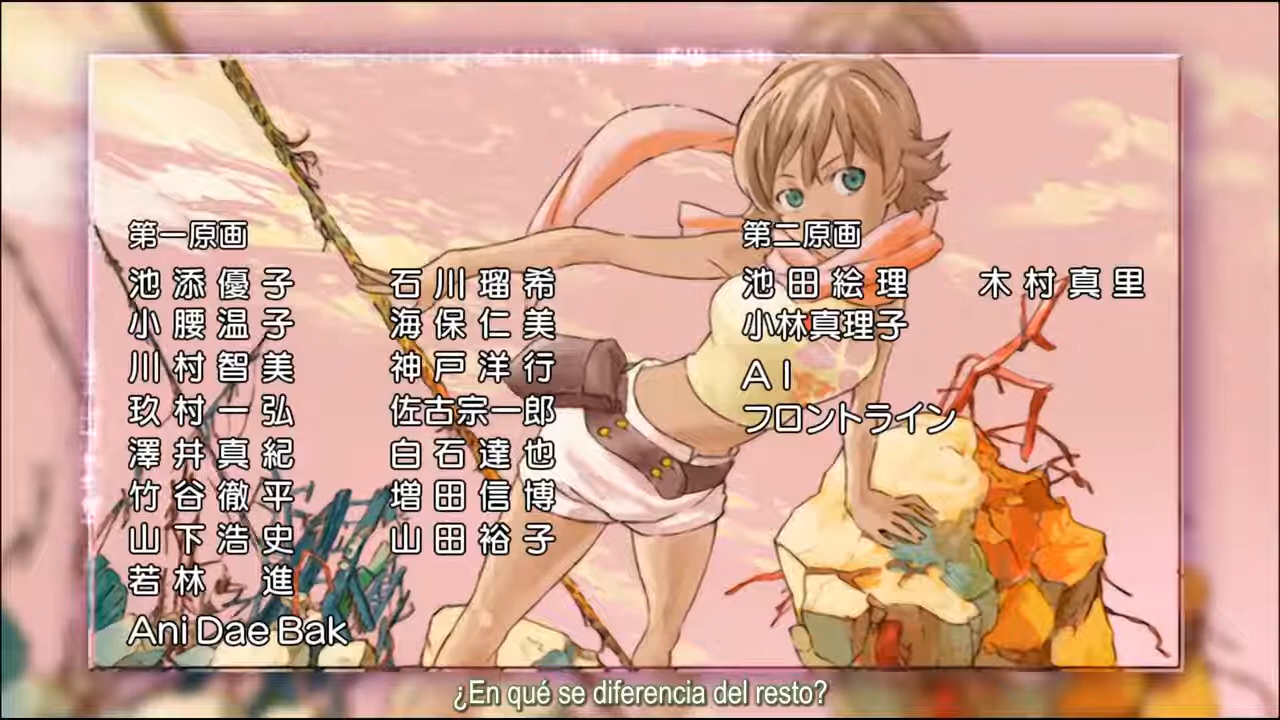 第一原画
池添優子 石川瑠希
小腰温子 海保仁美
川村智美 神戸洋行
玖村一弘 佐古宗一郎
澤井真紀 白石達也
竹谷徹平 増田信博
山下浩史 山田裕子
若林 進
Ani Dae Bak
第二原画
池田絵理 木村真里
小林真理子
AI
フロントライン
¿En qué se diferencia del resto?